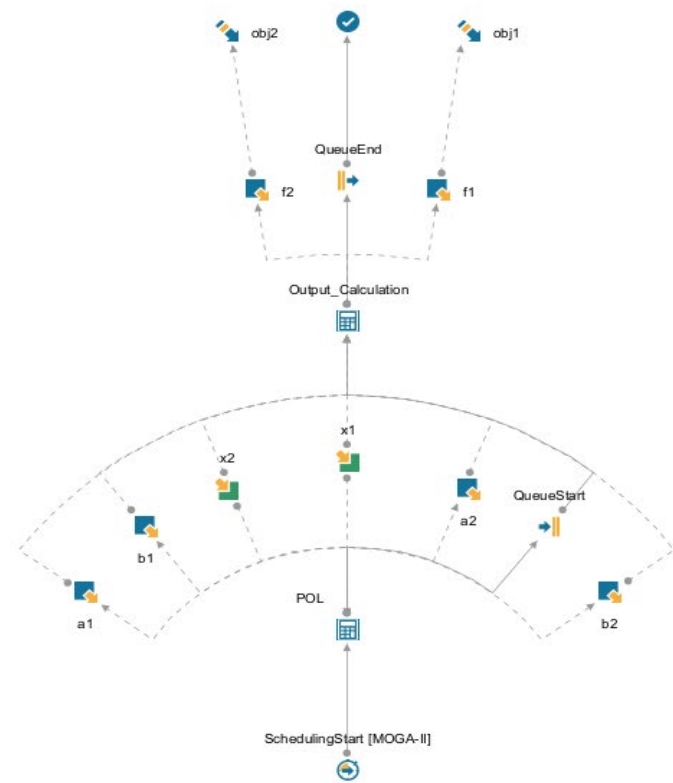 obj2
obj1
QueueEnd
f2
f1
Output_Calculation
x1
x2
QueueStart
a2
b1
POL
a1
b2
SchedulingStart [MOGA-II]